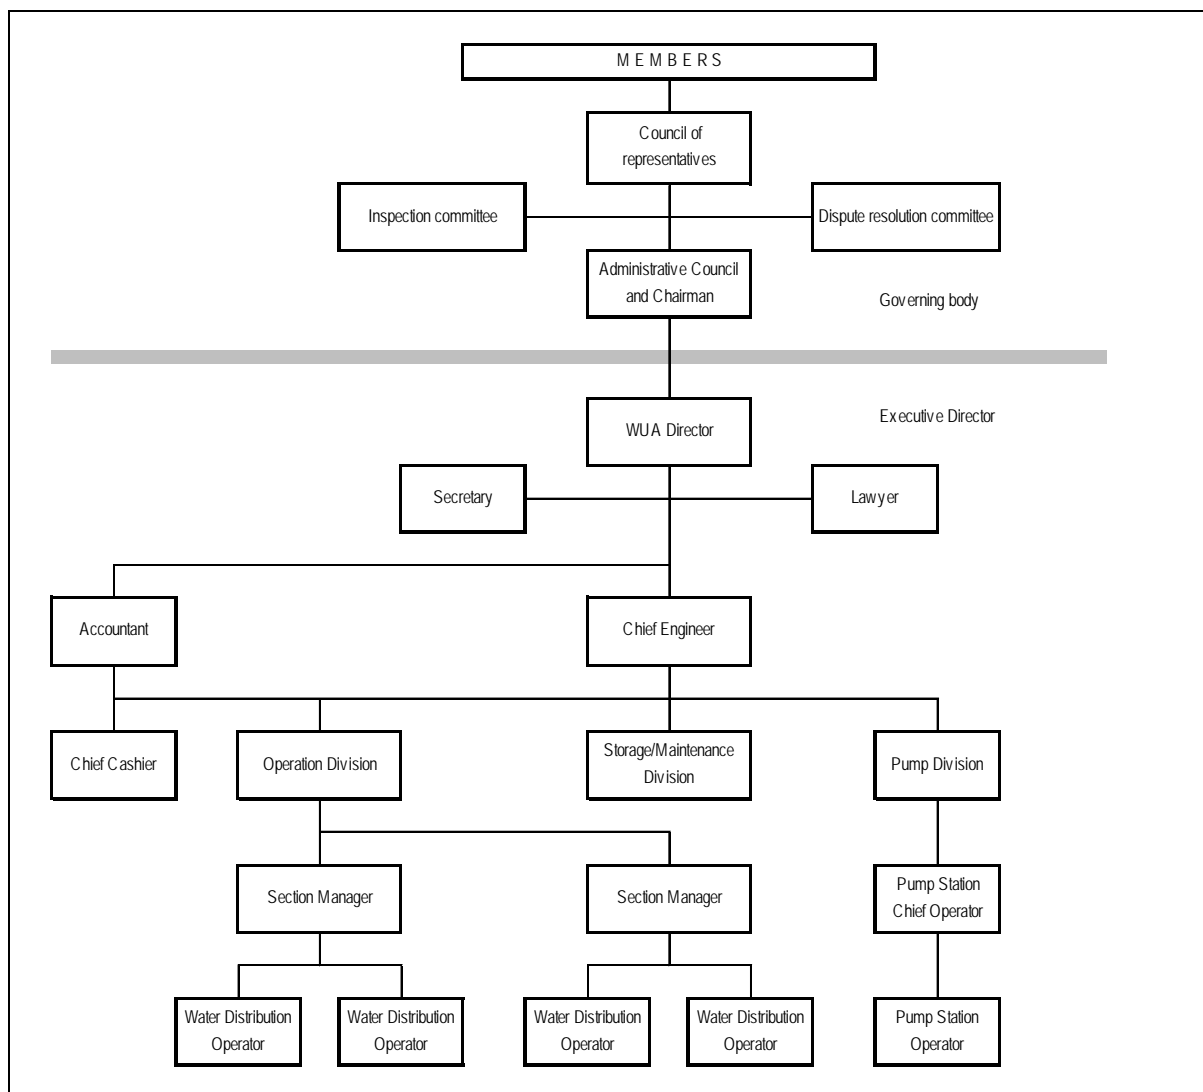 MEMBERS
Council of
representatives
Inspection committee
Dispute resolution committee
Administrative Council
and Chairman
Governing body
Executive Director
WUA Director
Secretary
Lawyer
Accountant
Chief Engineer
Chief Cashier
Operation Division
Storage/Maintenance
Division
Pump Division
Section Manager
Section Manager
Pump Station
Chief Operator
Water Distribution
Operator
Water Distribution
Operator
Water Distribution
Operator
Water Distribution
Operator
Pump Station
Operator